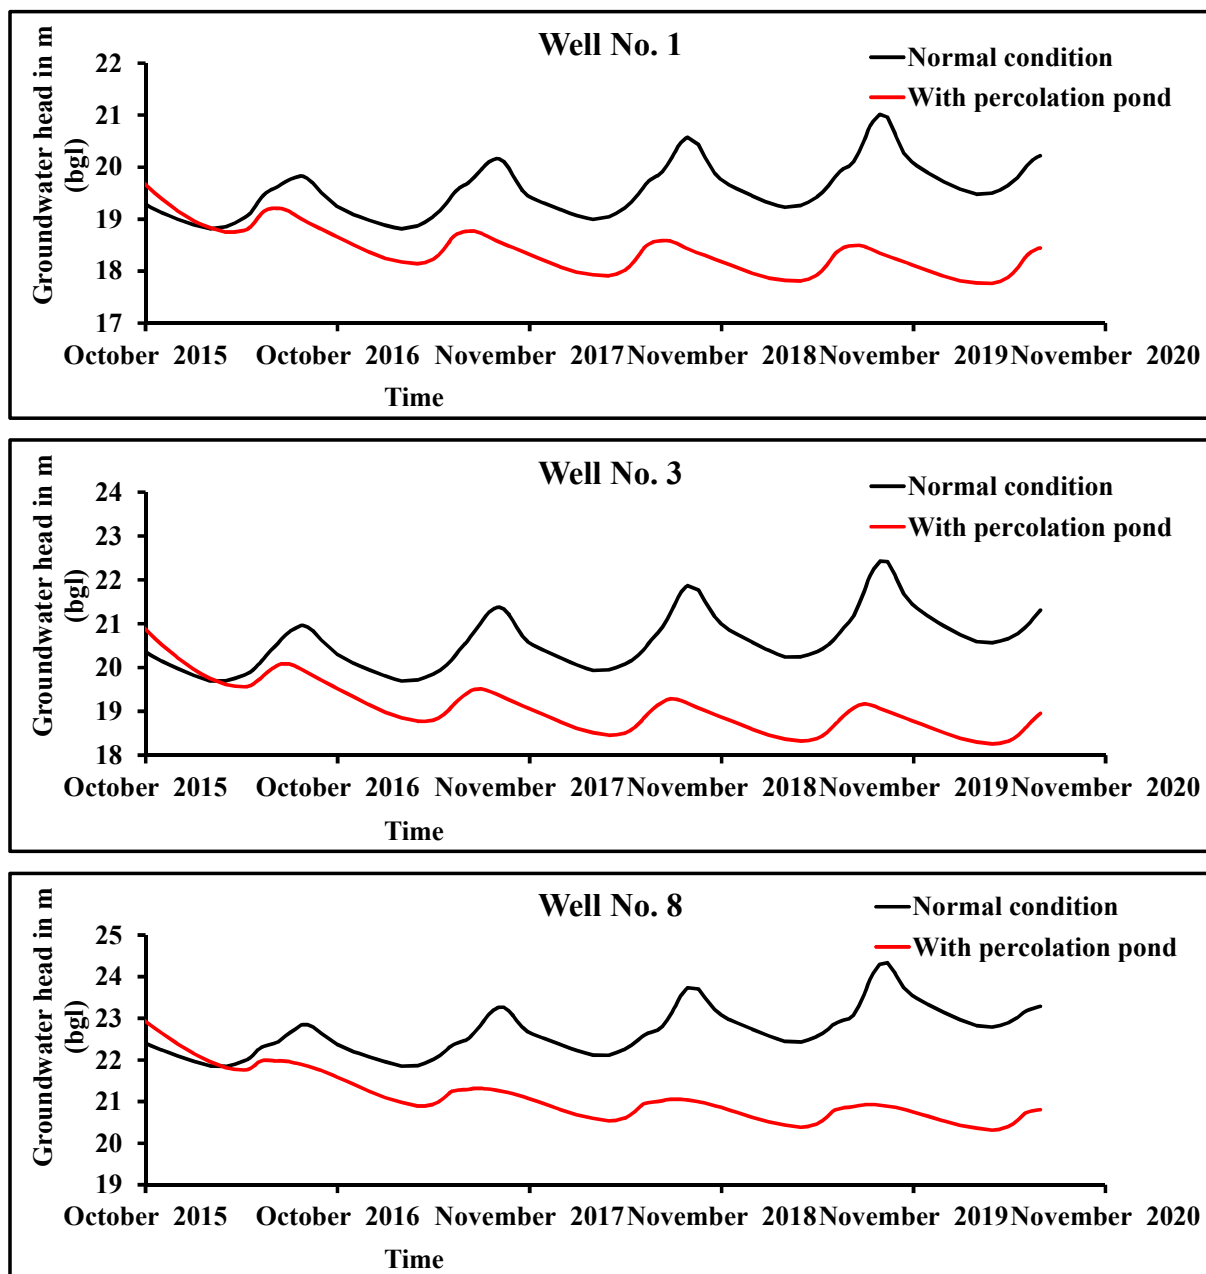 Well No. 1
Groundwater head in m
(bgl)
Normal condition
With percolation pond
22
21
20
19
18
17
October 2015 October 2016 November 2017 November 2018 November 2019 November 2020
Time
Well No. 3
Groundwater head in m
(bgl)
Normal condition
With percolation pond
24
23
22
21
20
19
18
October 2015 October 2016 November 2017 November 2018 November 2019 November 2020
Time
Well No. 8
Groundwater head in m
(bgl)
Normal condition
With percolation pond
25
24
23
22
21
20
19
October 2015 October 2016 November 2017 November 2018 November 2019 November 2020
Time